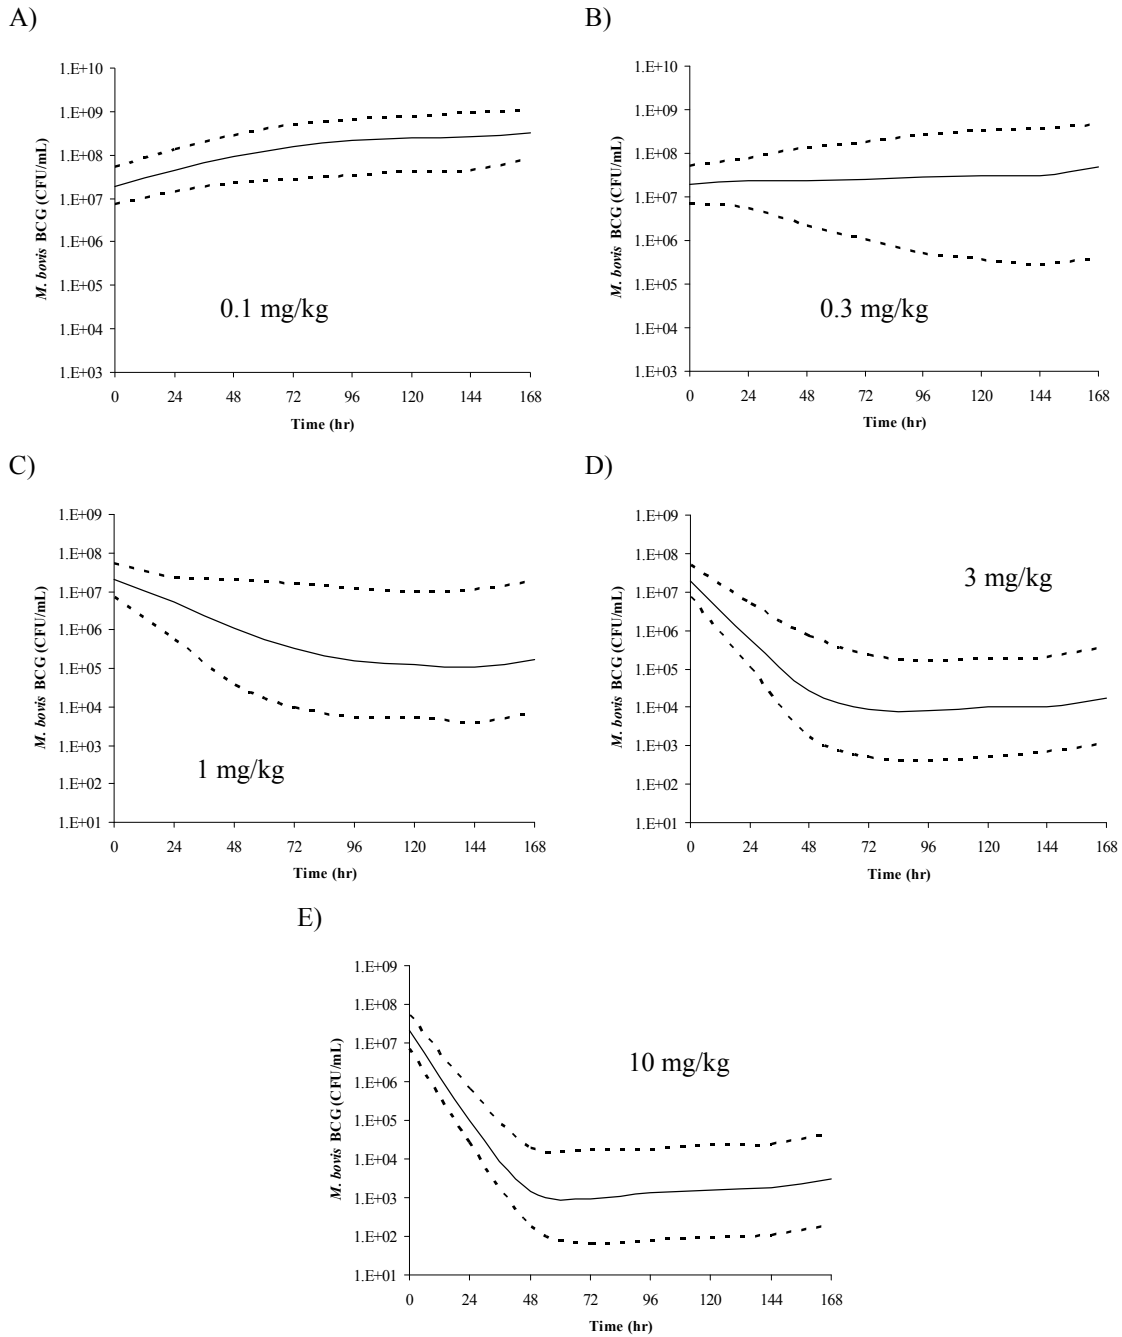 A)
1.E+10
1.E+09
1.E+08
1.E+07
1.E+06
1.E+05
1.E+04
1.E+03
M. bovis BCG (CFU/mL)
0.1 mg/kg
0 24 48 72 96 120 144 168
Time (hr)
B)
1.E+10
1.E+09
1.E+08
1.E+07
1.E+06
1.E+05
1.E+04
1.E+03
M. bovis BCG (CFU/mL)
0.3 mg/kg
0 24 48 72 96 120 144 168
Time (hr)
C)
1.E+09
1.E+08
1.E+07
1.E+06
1.E+05
1.E+04
1.E+03
1.E+02
1.E+01
M. bovis BCG (CFU/mL)
1 mg/kg
0 24 48 72 96 120 144 168
Time (hr)
D)
1.E+09
1.E+08
1.E+07
1.E+06
1.E+05
1.E+04
1.E+03
1.E+02
1.E+01
M. bovis BCG (CFU/mL)
3 mg/kg
0 24 48 72 96 120 144 168
Time (hr)
E)
1.E+09
1.E+08
1.E+07
1.E+06
1.E+05
1.E+04
1.E+03
1.E+02
1.E+01
M. bovis BCG (CFU/mL)
10 mg/kg
0 24 48 72 96 120 144 168
Time (hr)